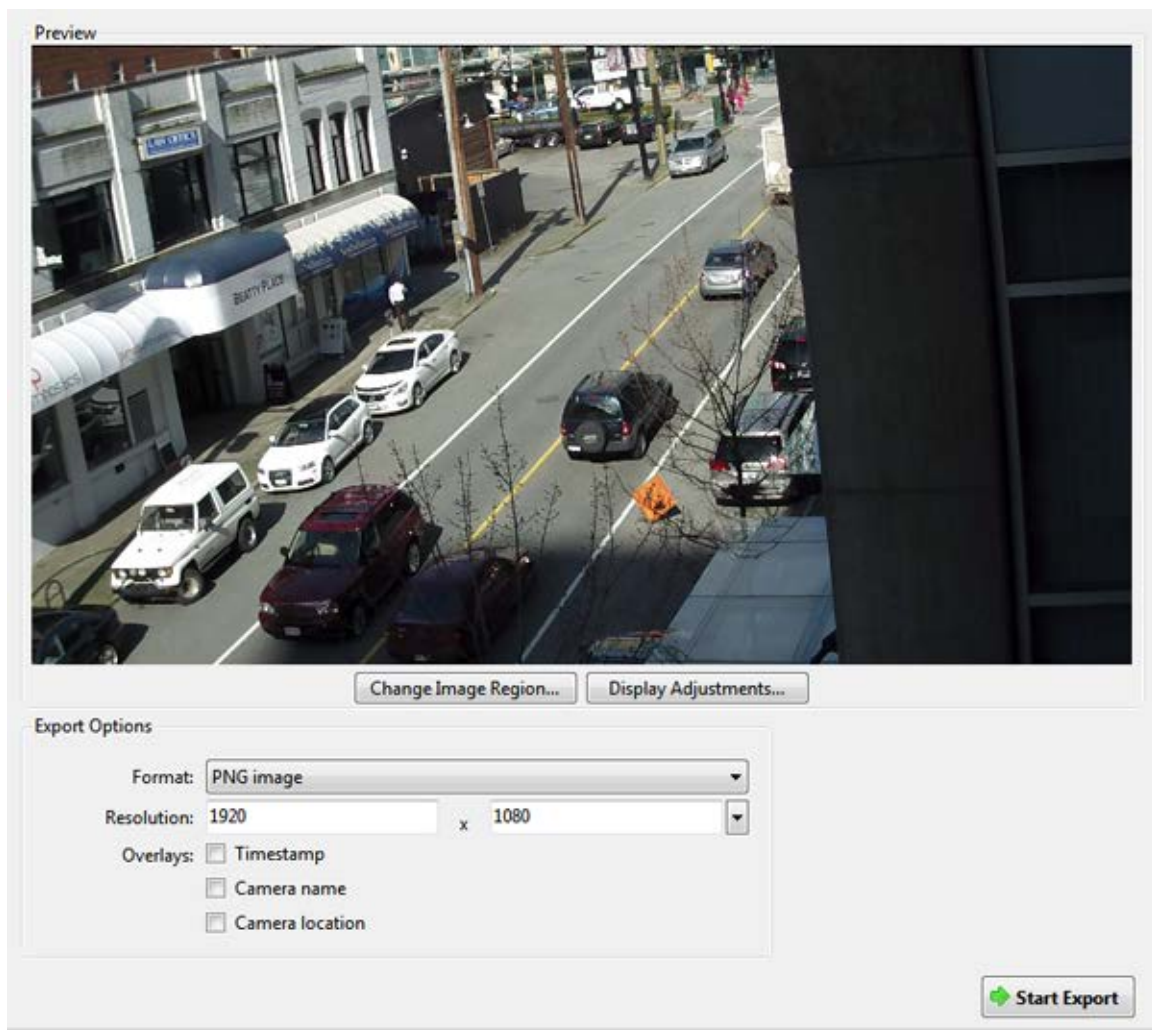 Preview
LAW OFFICE
BEATTY PLACE
MOSAICS
Change Image Region...
Display Adjustments...
Export Options
Format: PNG image
Resolution: 1920 x 1080
Overlays: Timestamp
Camera name
Camera location
Start Export